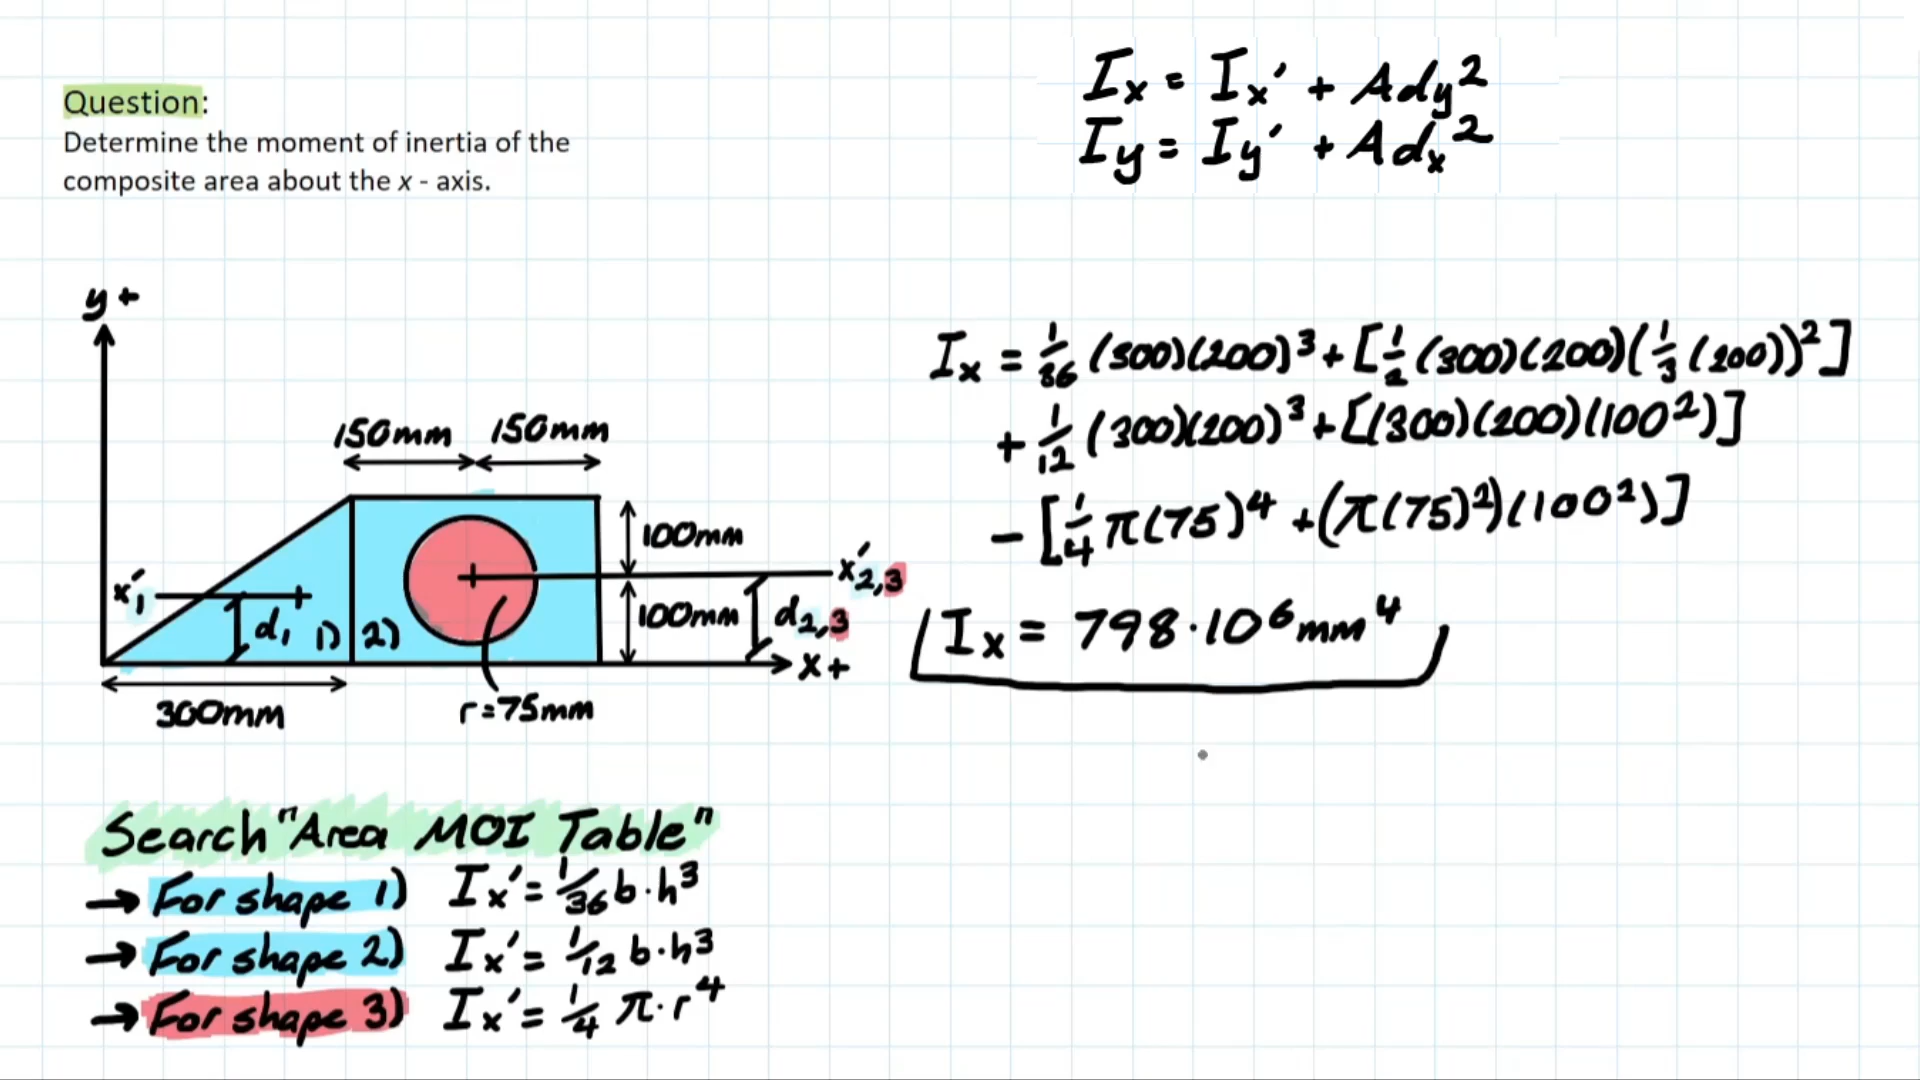 Question:
Determine the moment of inertia of the
composite area about the x - axis.
Ix = Ix′ + Ady²
Iy = Iy′ + Adx²
y +
150mm 150mm
100mm
x′2,3
x′1
d1 1) 2)
100mm d2,3
x +
300mm
r=75mm
Ix = 1/36 (300)(200)³ + [1/2 (300)(200)(1/3 (200))²]
+ 1/12 (300)(200)³ + [(300)(200)(100²)]
- [1/4 π(75)⁴ + (π(75)²)(100²)]
Ix = 798·10⁶mm⁴
Search "Area MOI Table"
→ For shape 1) Ix′ = 1/36 b·h³
→ For shape 2) Ix′ = 1/12 b·h³
→ For shape 3) Ix′ = 1/4 π·r⁴